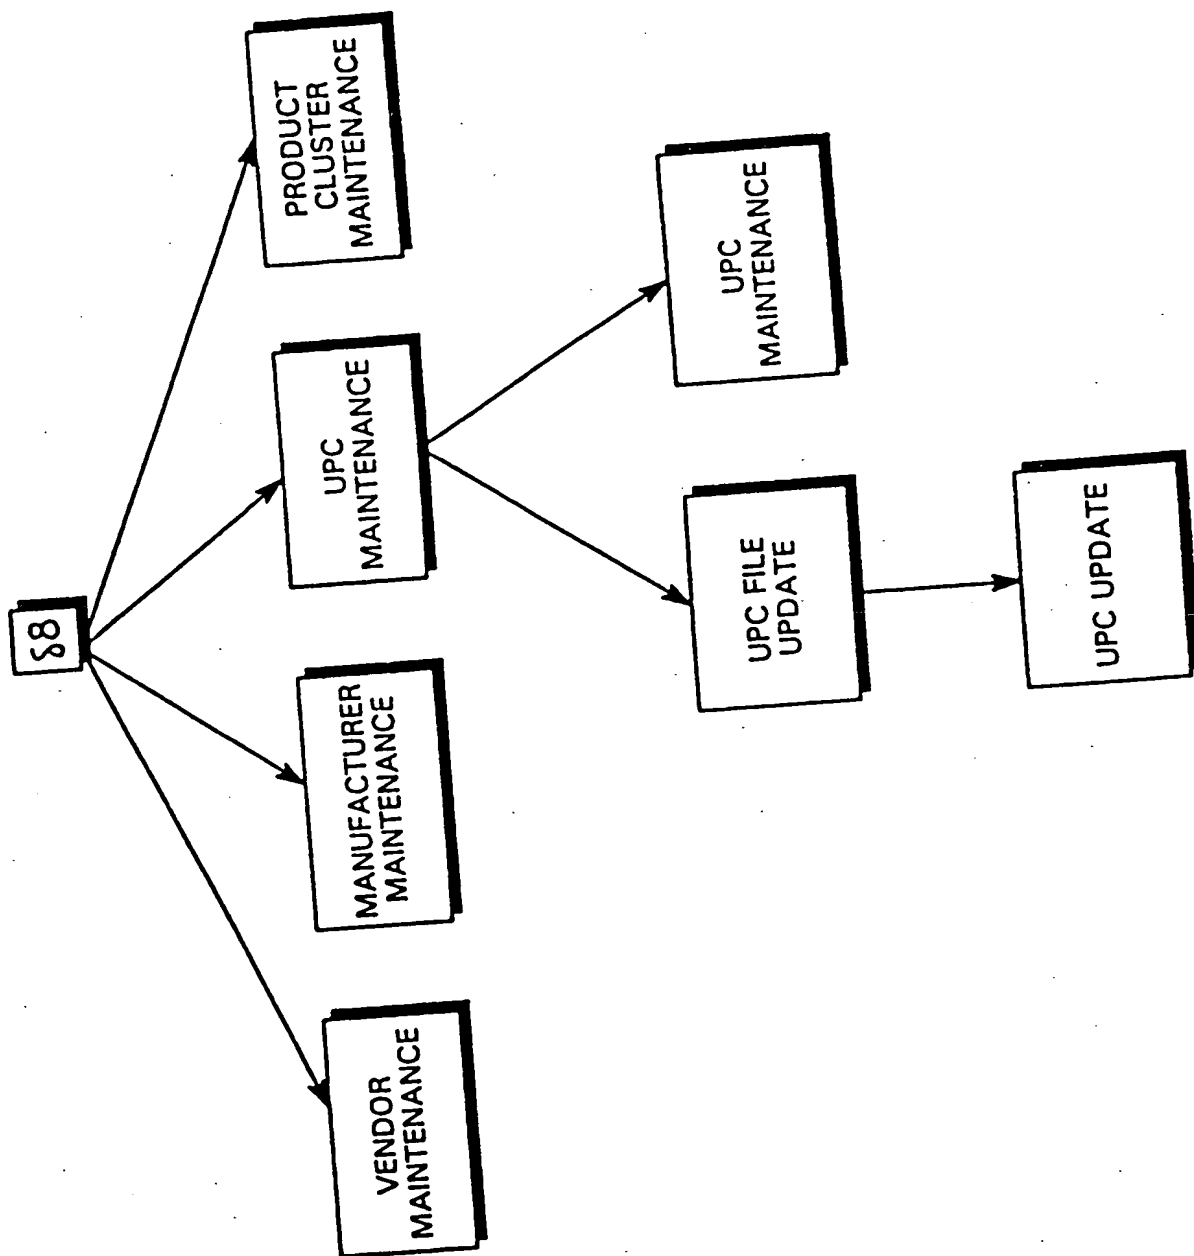 88
VENDOR
MAINTENANCE
MANUFACTURER
MAINTENANCE
UPC
MAINTENANCE
PRODUCT
CLUSTER
MAINTENANCE
UPC FILE
UPDATE
UPC
MAINTENANCE
UPC UPDATE